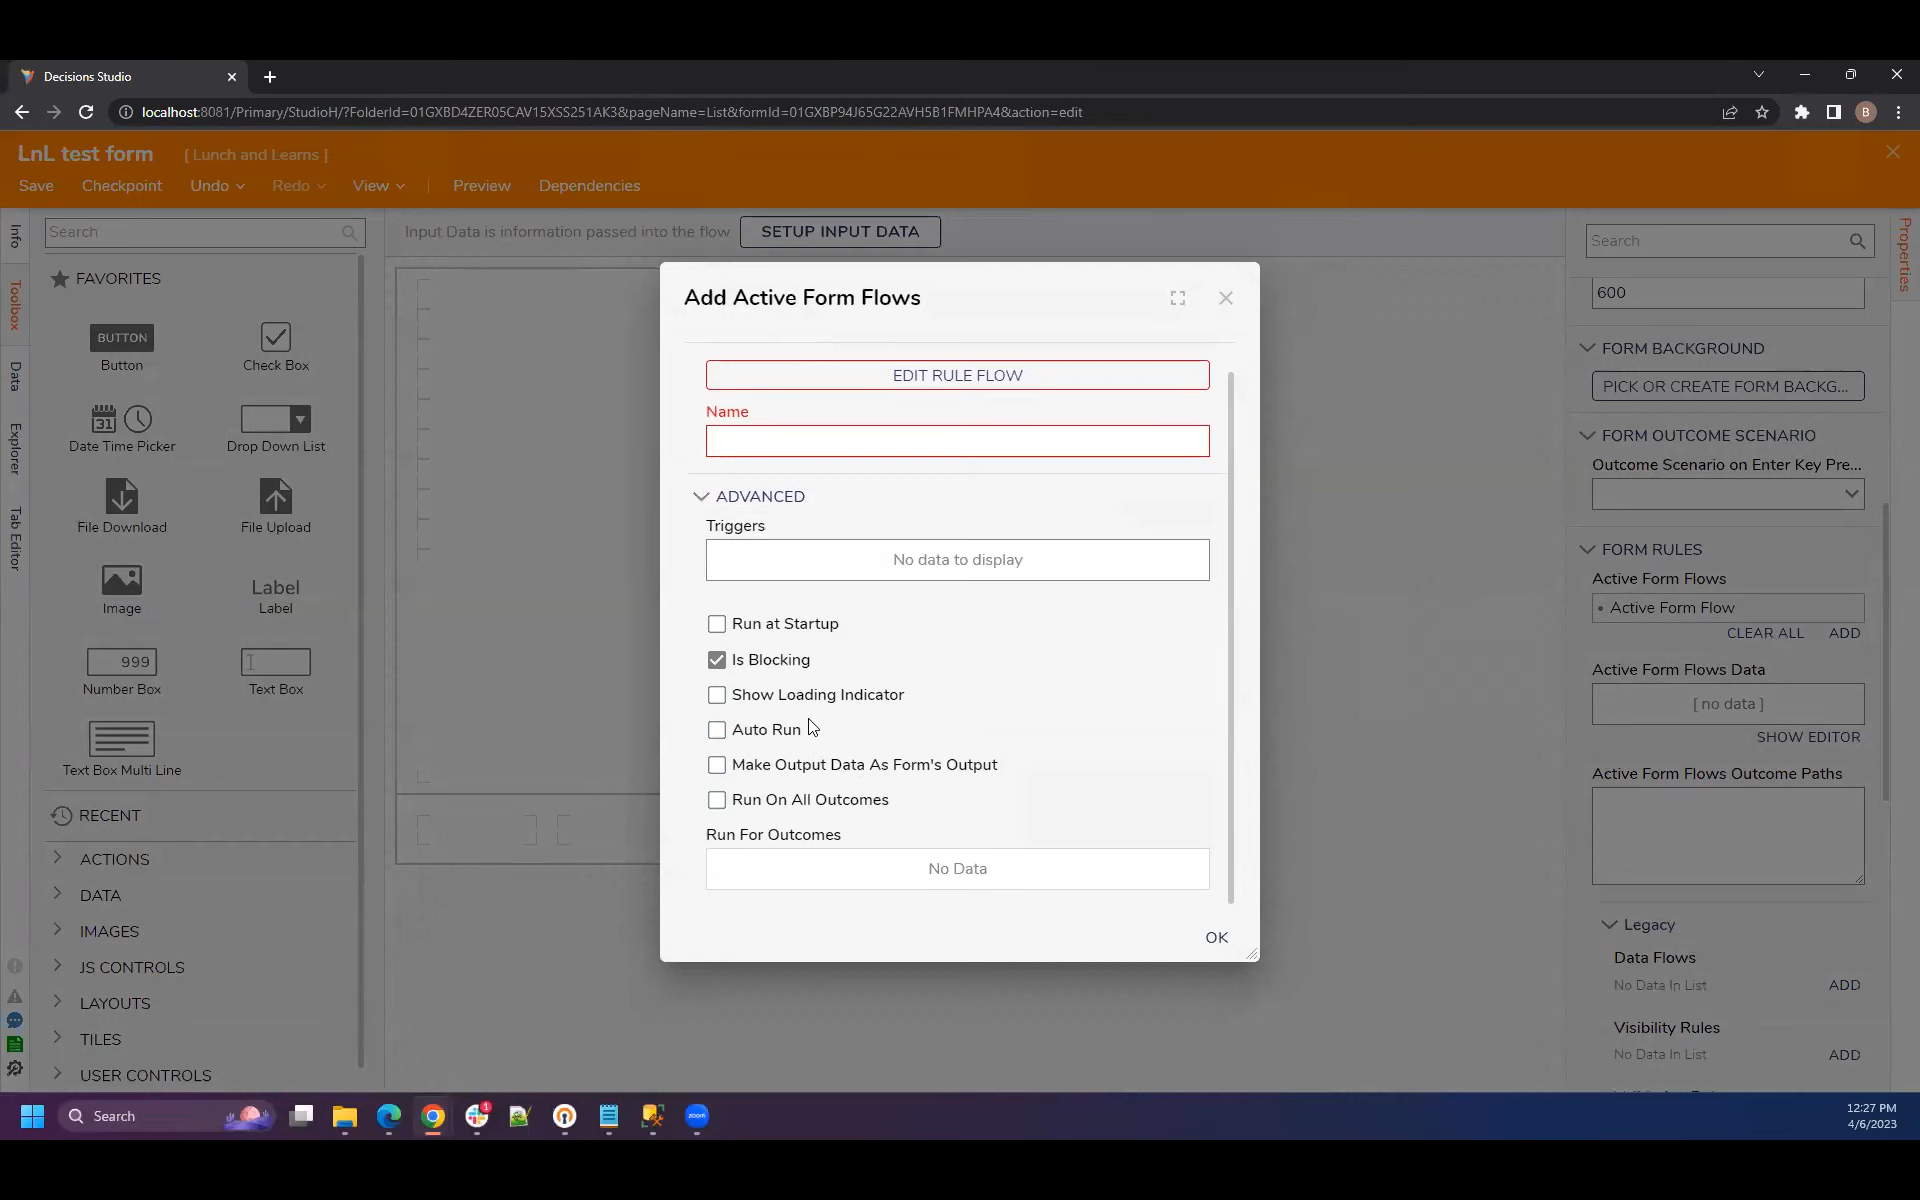 Decisions Studio
localhost:8081/Primary/StudioH/?FolderId=01GXBD4ZER05CAV15XSS251AK3&pageName=List&formId=01GXBP94J65G22AVH5B1FMHPA4&action=edit
B
LnL test form
[ Lunch and Learns ]
Save
Checkpoint
Undo
Redo
View
Preview
Dependencies
Info
Toolbox
Data
Explorer
Tab Editor
Search
FAVORITES
BUTTON
Button
Check Box
31
Date Time Picker
Drop Down List
File Download
File Upload
Image
Label
Label
999
Number Box
Text Box
Text Box Multi Line
RECENT
ACTIONS
DATA
IMAGES
JS CONTROLS
LAYOUTS
TILES
USER CONTROLS
Input Data is information passed into the flow
SETUP INPUT DATA
Add Active Form Flows
EDIT RULE FLOW
Name
ADVANCED
Triggers
No data to display
Run at Startup
Is Blocking
Show Loading Indicator
Auto Run
Make Output Data As Form's Output
Run On All Outcomes
Run For Outcomes
No Data
OK
Properties
Search
600
FORM BACKGROUND
PICK OR CREATE FORM BACKG...
FORM OUTCOME SCENARIO
Outcome Scenario on Enter Key Pre...
FORM RULES
Active Form Flows
• Active Form Flow
CLEAR ALL ADD
Active Form Flows Data
[ no data ]
SHOW EDITOR
Active Form Flows Outcome Paths
Legacy
Data Flows
No Data In List ADD
Visibility Rules
No Data In List ADD
Search
1
zoom
12:27 PM
4/6/2023